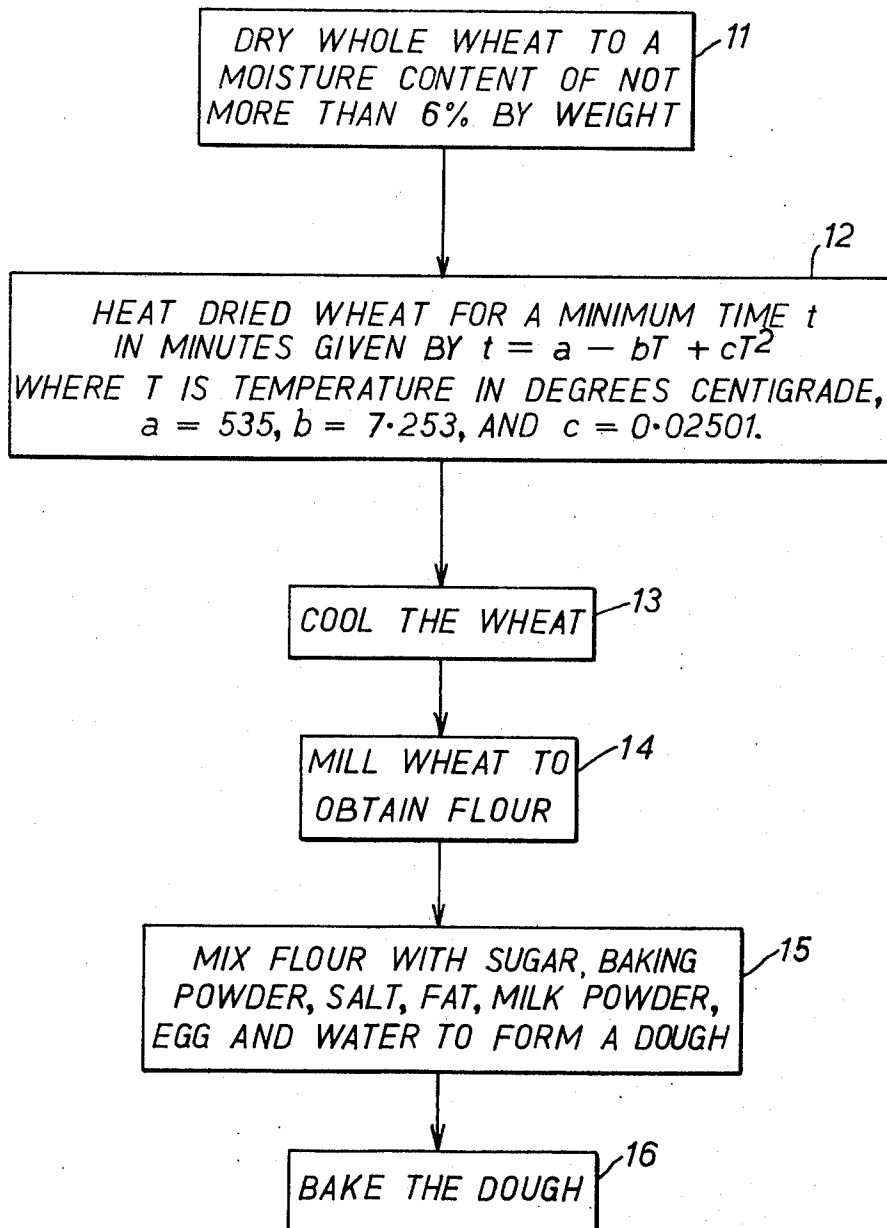 DRY WHOLE WHEAT TO A
MOISTURE CONTENT OF NOT
MORE THAN 6% BY WEIGHT
11
12
HEAT DRIED WHEAT FOR A MINIMUM TIME t
IN MINUTES GIVEN BY t = a − bT + cT²
WHERE T IS TEMPERATURE IN DEGREES CENTIGRADE,
a = 535, b = 7·253, AND c = 0·02501.
COOL THE WHEAT
13
MILL WHEAT TO
OBTAIN FLOUR
14
MIX FLOUR WITH SUGAR, BAKING
POWDER, SALT, FAT, MILK POWDER,
EGG AND WATER TO FORM A DOUGH
15
BAKE THE DOUGH
16